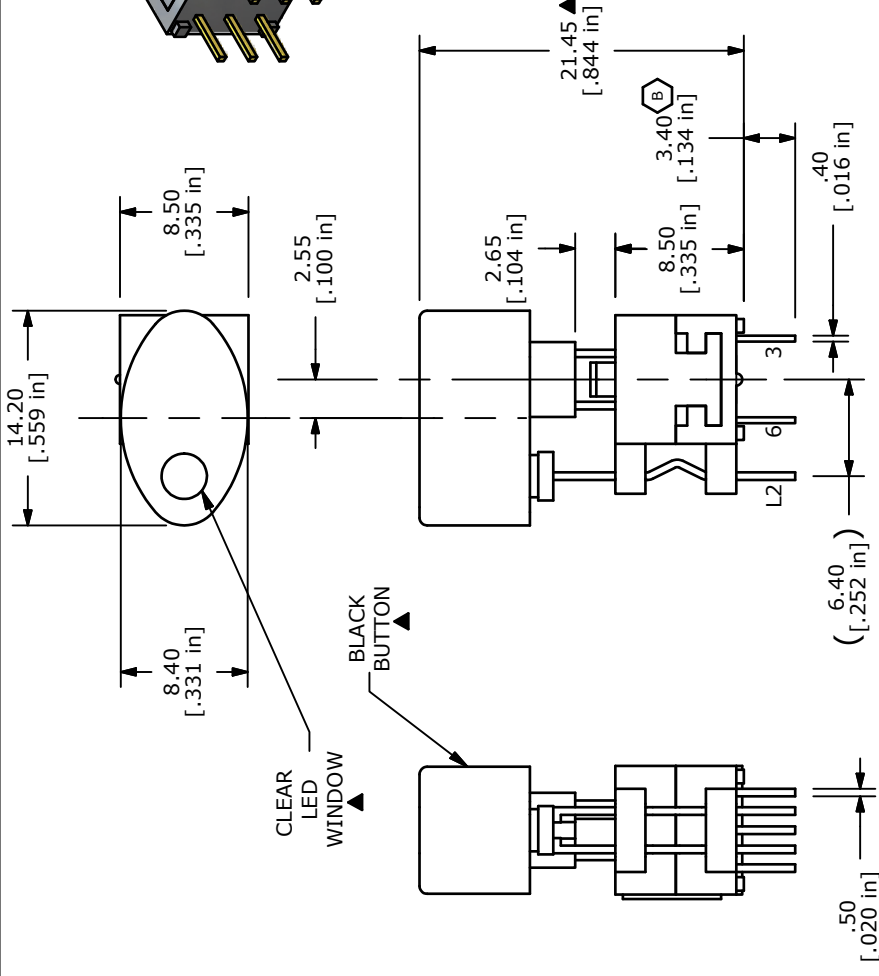 14.20
[.559 in]
8.50
[.335 in]
8.40
[.331 in]
2.55
[.100 in]
CLEAR
LED
WINDOW
BLACK
BUTTON
21.45
[.844 in]
2.65
[.104 in]
8.50
[.335 in]
B
3.40
[.134 in]
.40
[.016 in]
3
6
L2
(6.40
[.252 in])
.50
[.020 in]